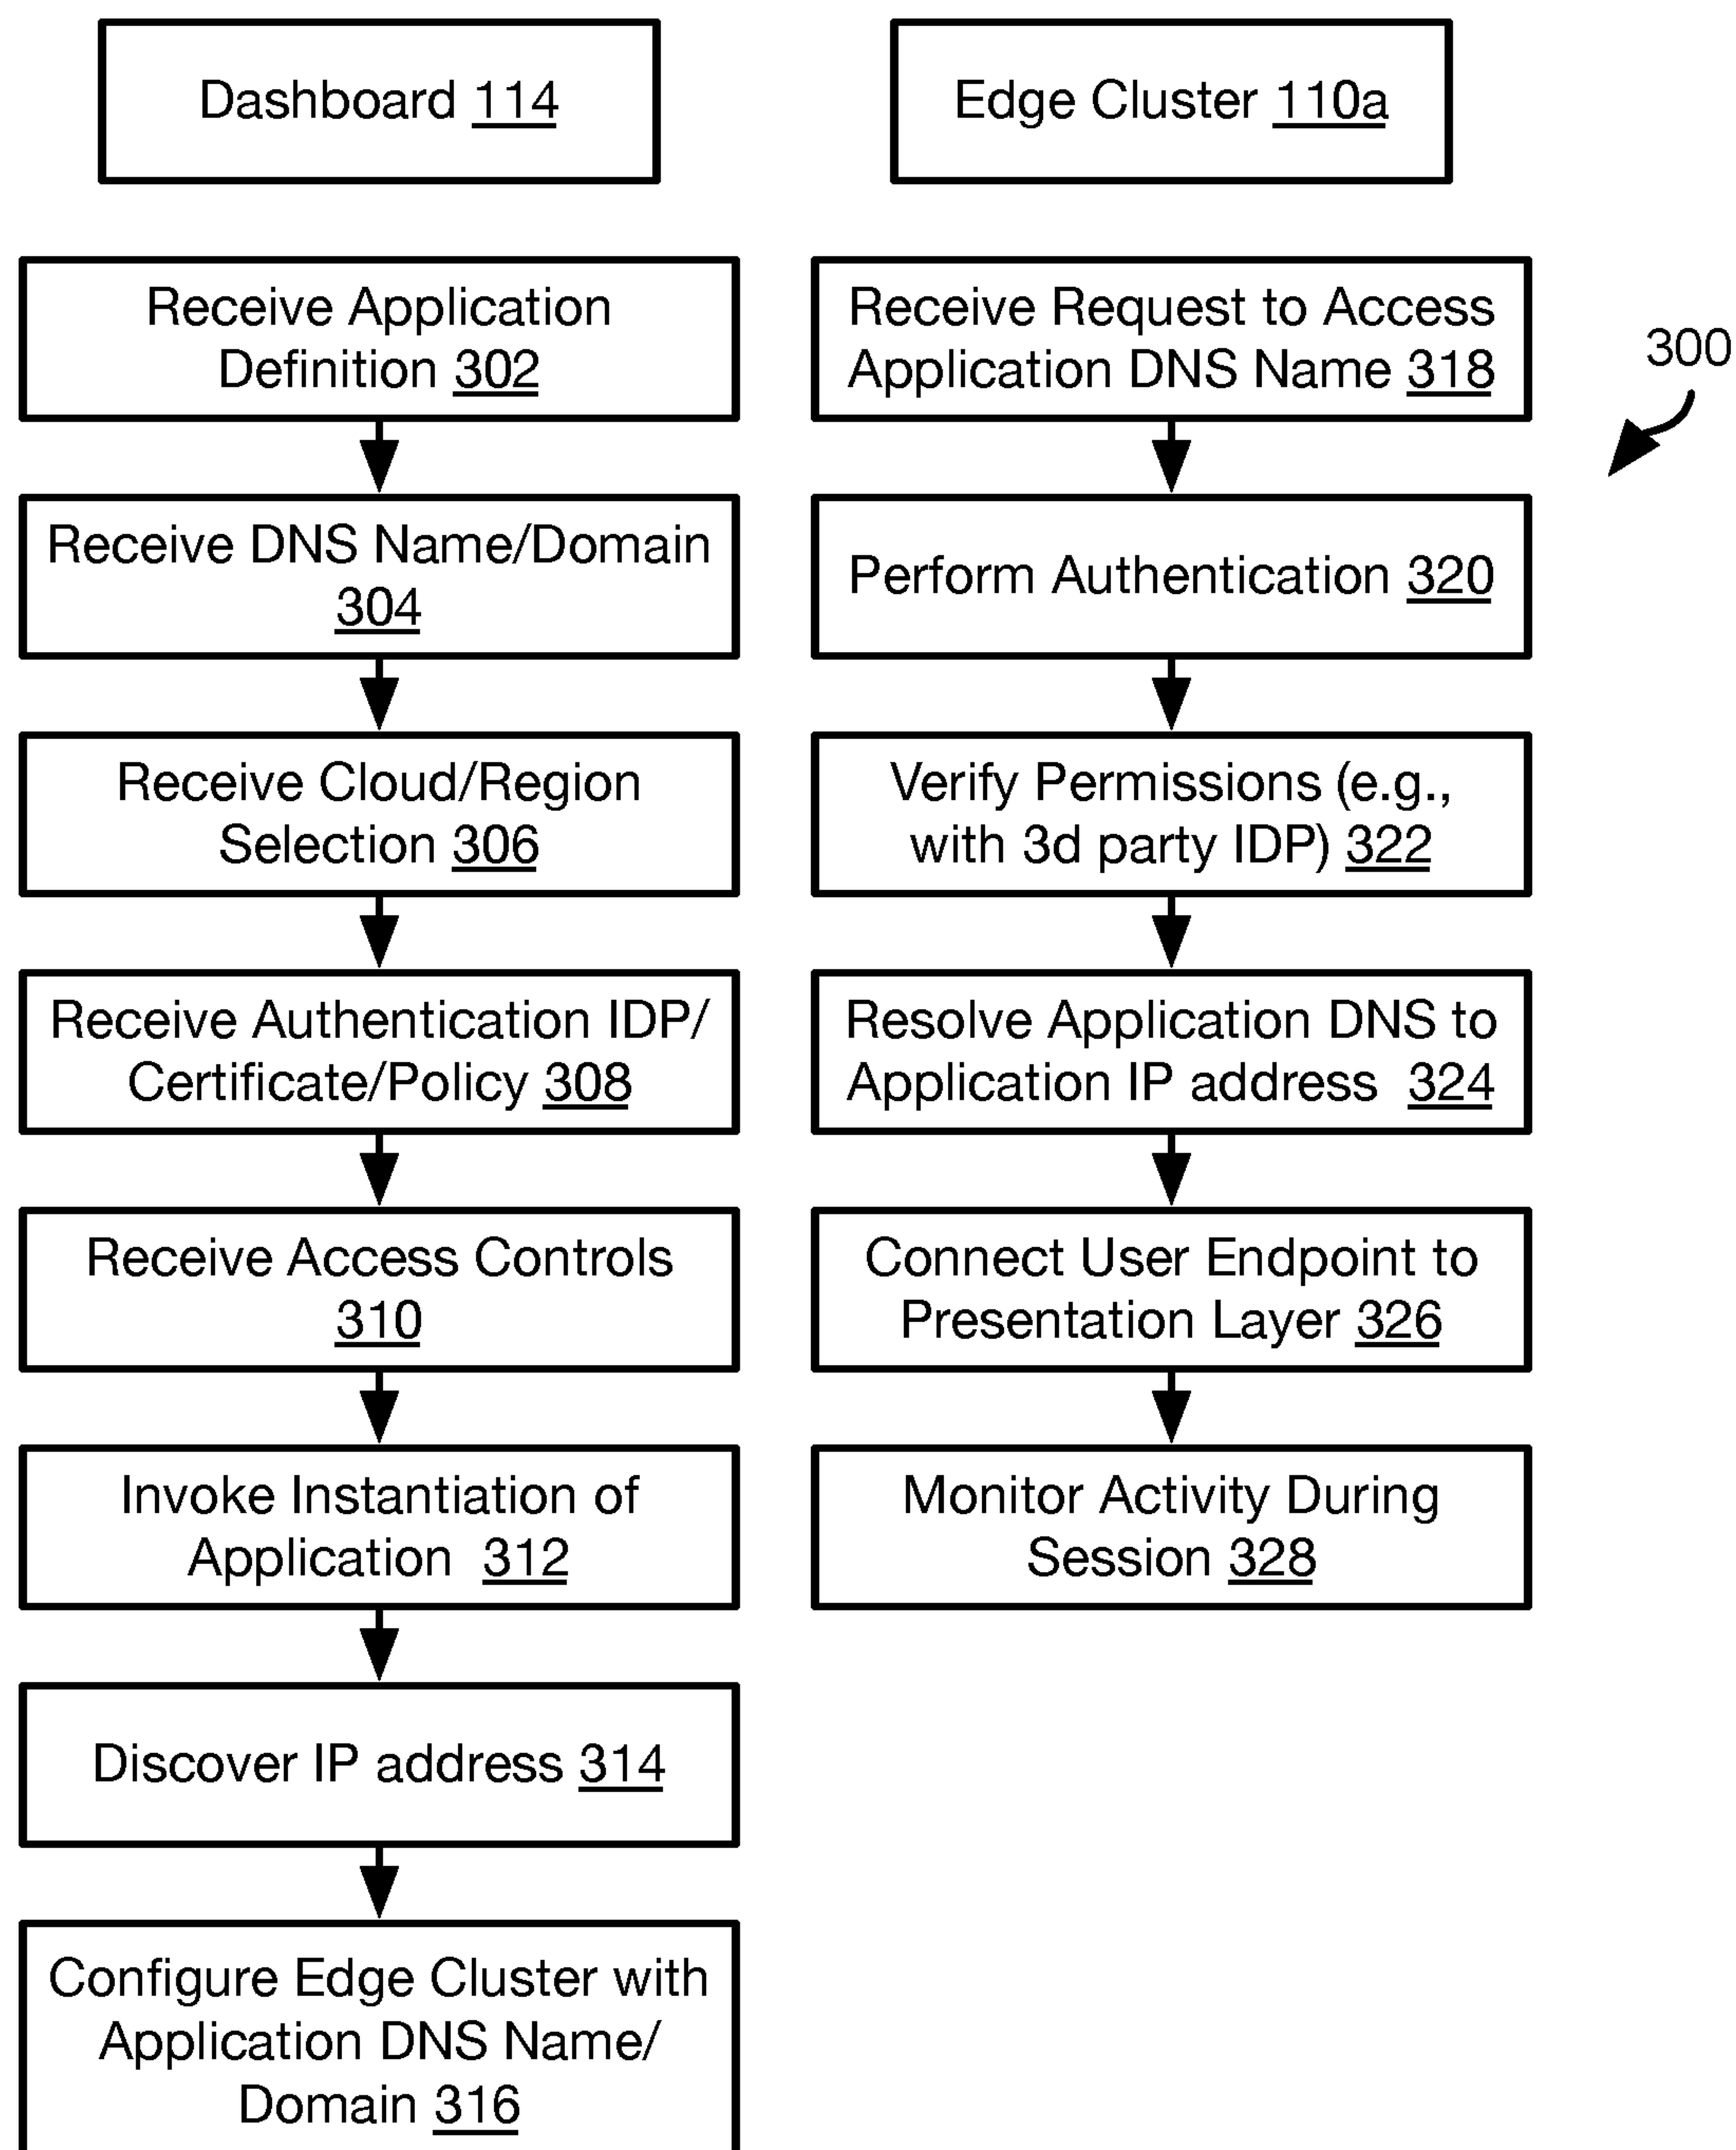 Dashboard 114
Receive Application
Definition 302
Receive DNS Name/Domain
304
Receive Cloud/Region
Selection 306
Receive Authentication IDP/
Certificate/Policy 308
Receive Access Controls
310
Invoke Instantiation of
Application 312
Discover IP address 314
Configure Edge Cluster with
Application DNS Name/
Domain 316
Edge Cluster 110a
Receive Request to Access
Application DNS Name 318
Perform Authentication 320
Verify Permissions (e.g.,
with 3d party IDP) 322
Resolve Application DNS to
Application IP address 324
Connect User Endpoint to
Presentation Layer 326
Monitor Activity During
Session 328
300